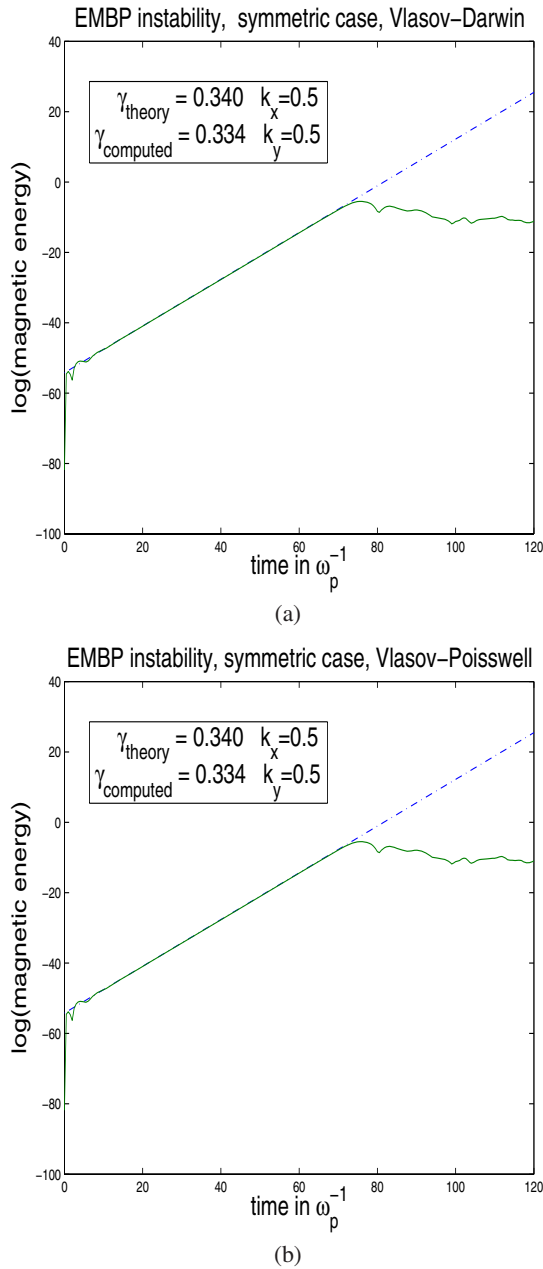 EMBP instability,  symmetric case, Vlasov−Darwin
40
20
0
−20
−40
−60
−80
−100
log(magnetic energy)
γtheory = 0.340   kx=0.5
γcomputed = 0.334   ky=0.5
0 20 40 60 80 100 120
time in ωp−1
(a)
EMBP instability, symmetric case, Vlasov−Poisswell
40
20
0
−20
−40
−60
−80
−100
log(magnetic energy)
γtheory = 0.340   kx=0.5
γcomputed = 0.334   ky=0.5
0 20 40 60 80 100 120
time in ωp−1
(b)